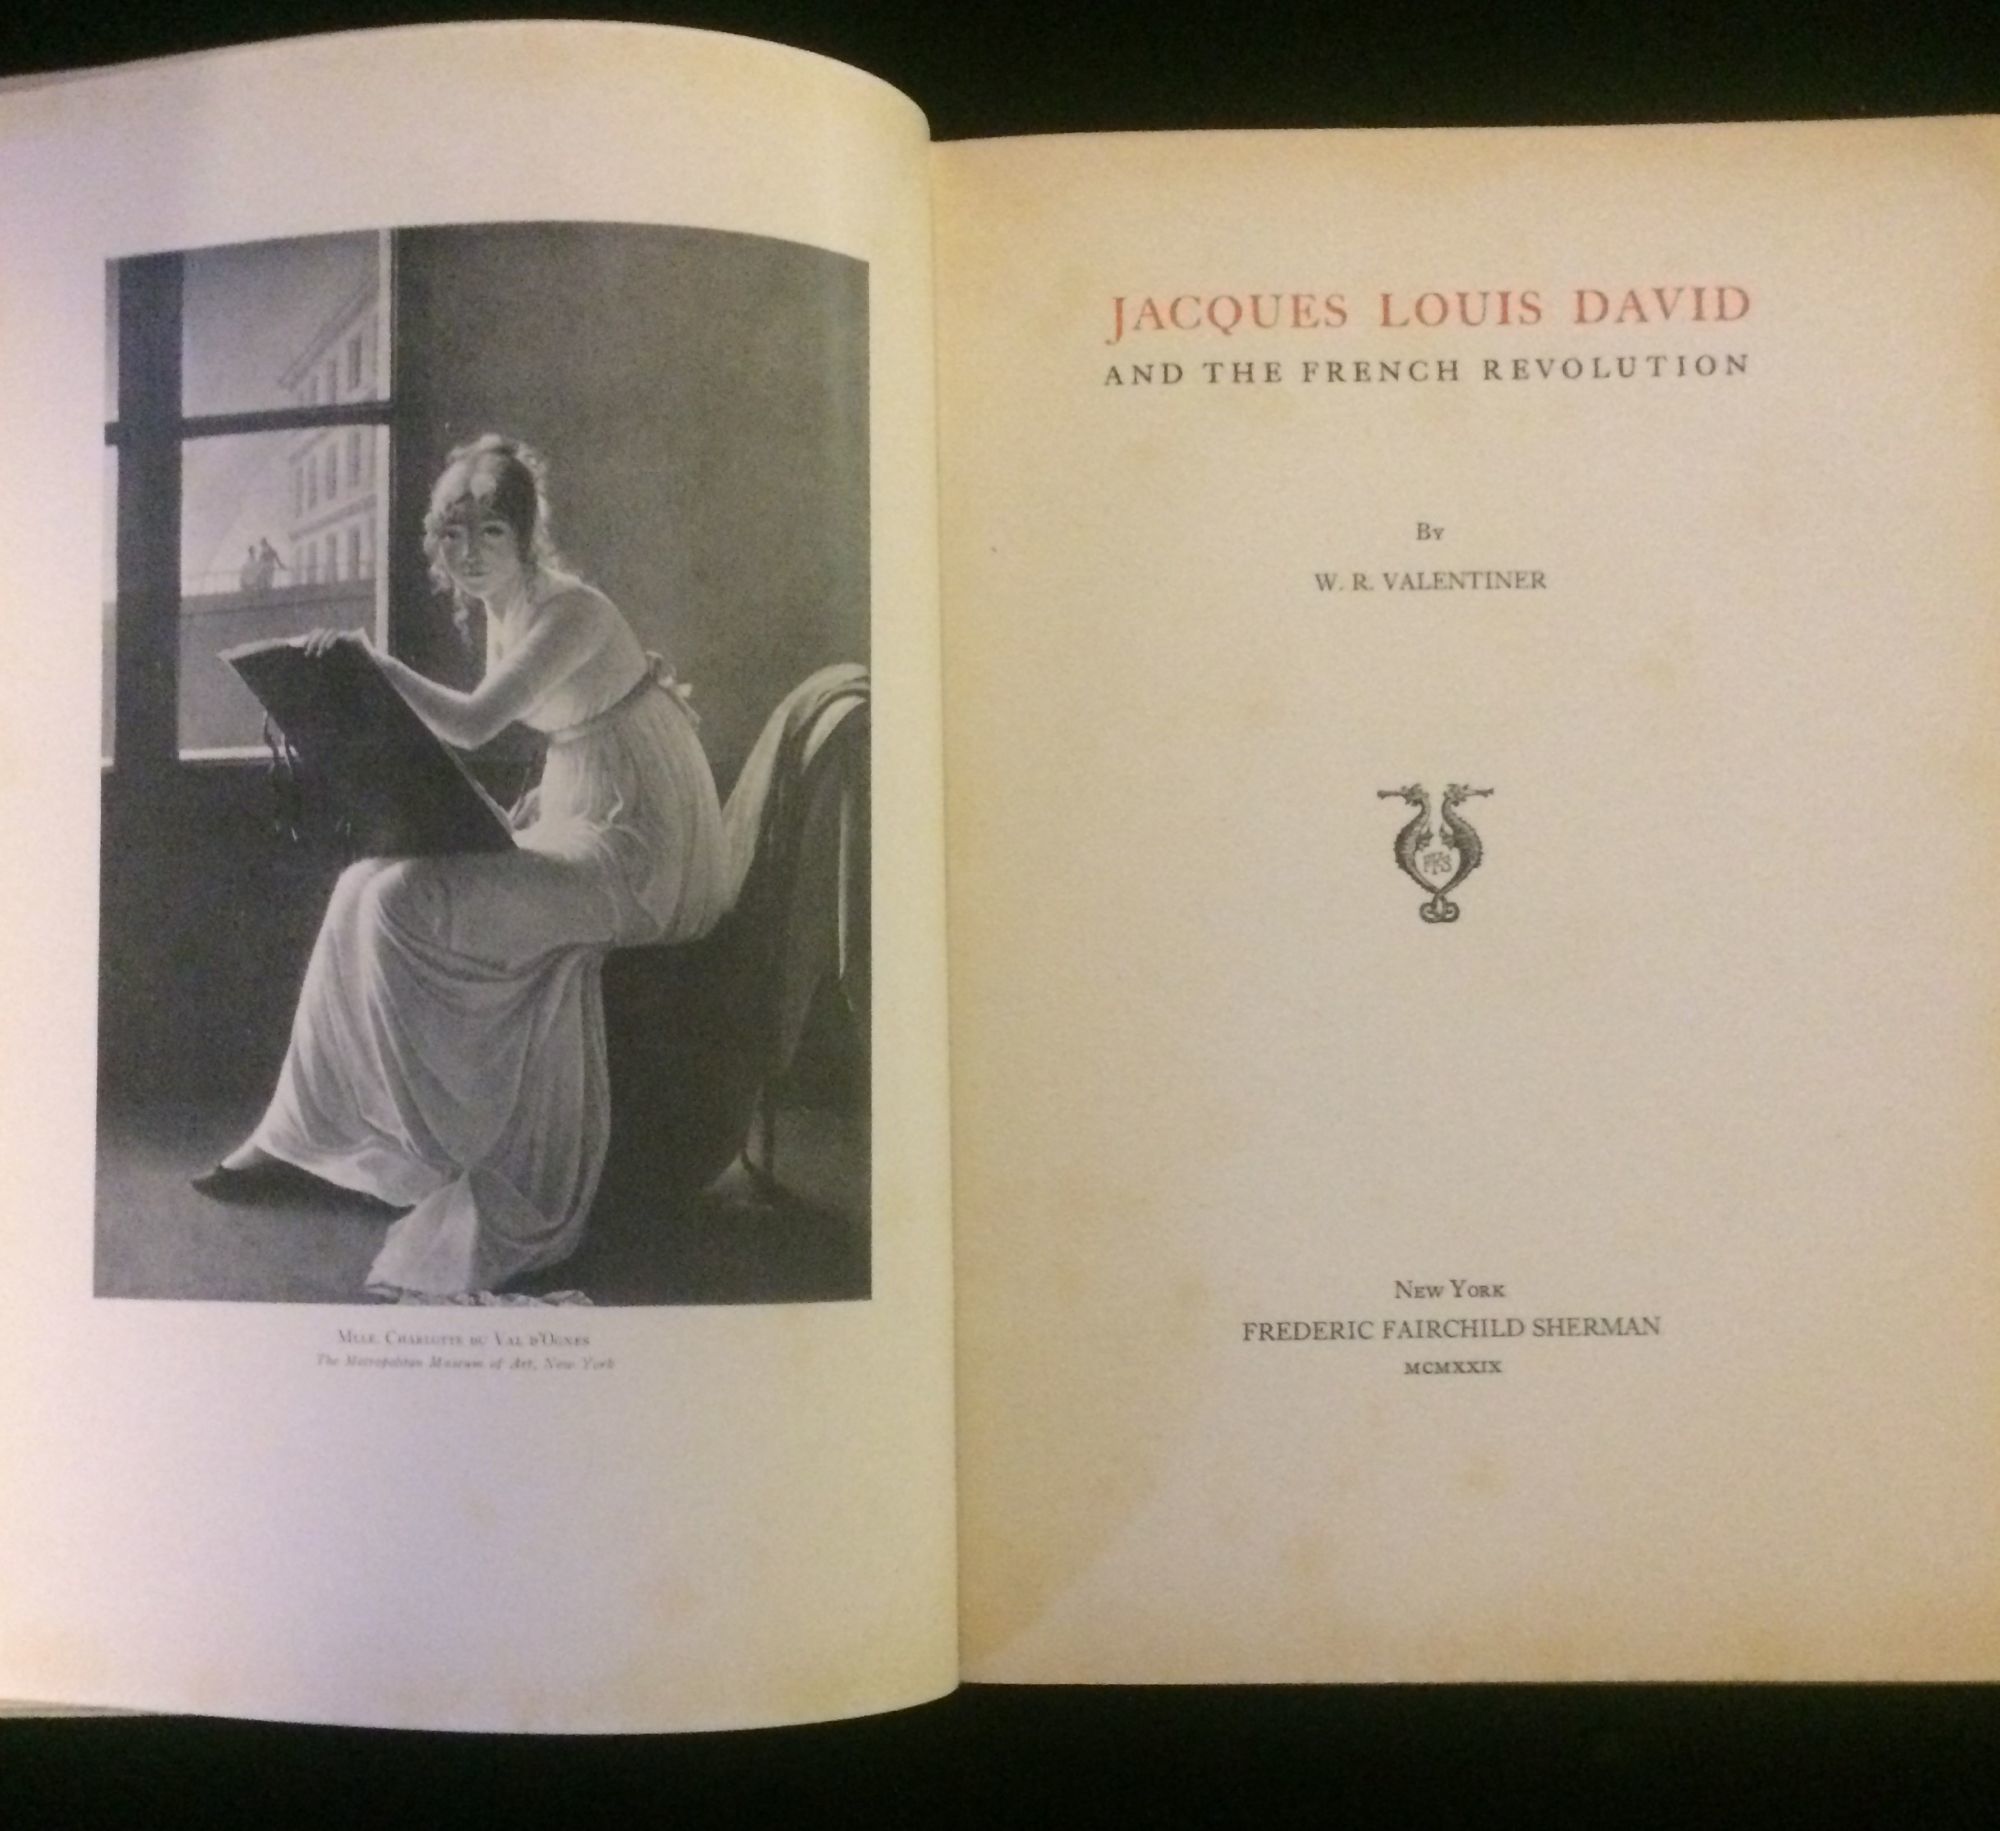 MLLE. CHARLOTTE DU VAL D'OGNES
The Metropolitan Museum of Art, New York
JACQUES LOUIS DAVID
AND THE FRENCH REVOLUTION
BY
W. R. VALENTINER
FFS
NEW YORK
FREDERIC FAIRCHILD SHERMAN
MCMXXIX